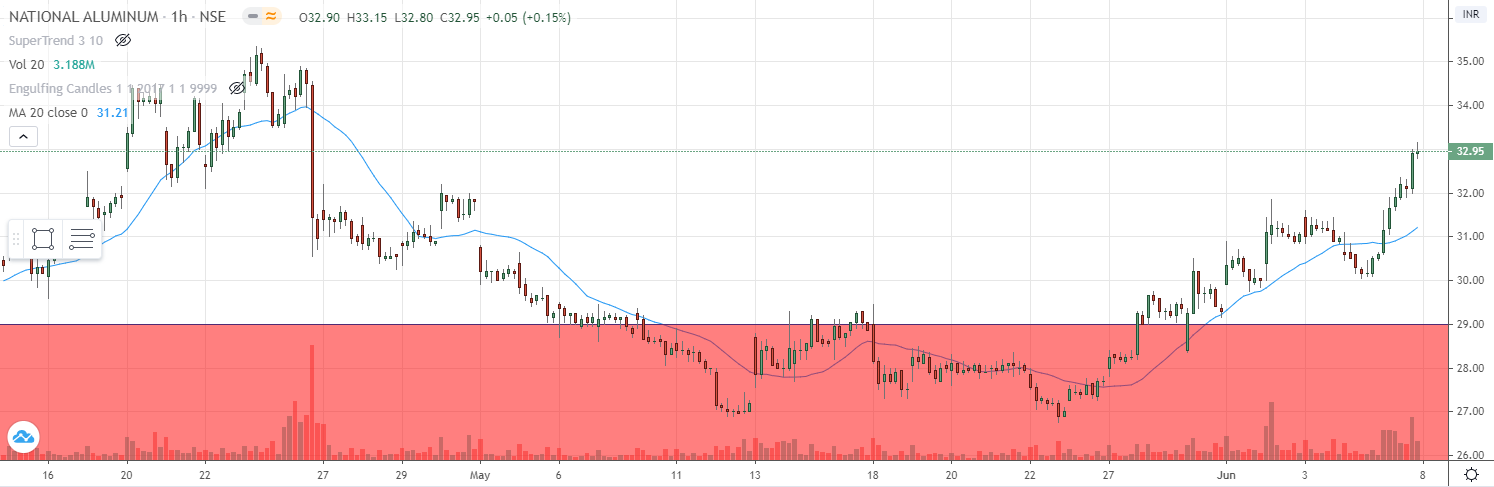 NATIONAL ALUMINUM · 1h · NSE O32.90 H33.15 L32.80 C32.95 +0.05 (+0.15%) INR
SuperTrend 3 10
Vol 20 3.188M
Engulfing Candles 1 1 2017 1 1 9999
MA 20 close 0 31.21
35.00
34.00
32.95
32.00
31.00
30.00
29.00
28.00
27.00
26.00
16 20 22 27 29 May 6 11 13 18 20 22 27 Jun 3 8